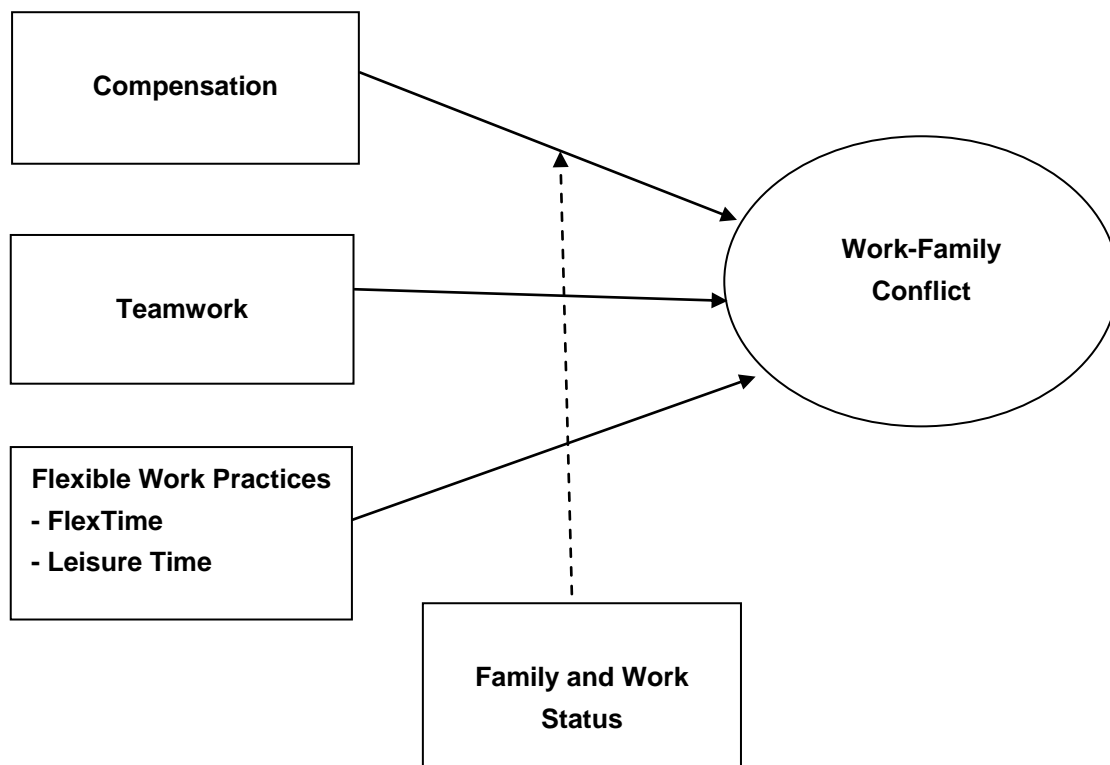 Compensation
Teamwork
Flexible Work Practices
- FlexTime
- Leisure Time
Work-Family
Conflict
Family and Work
Status